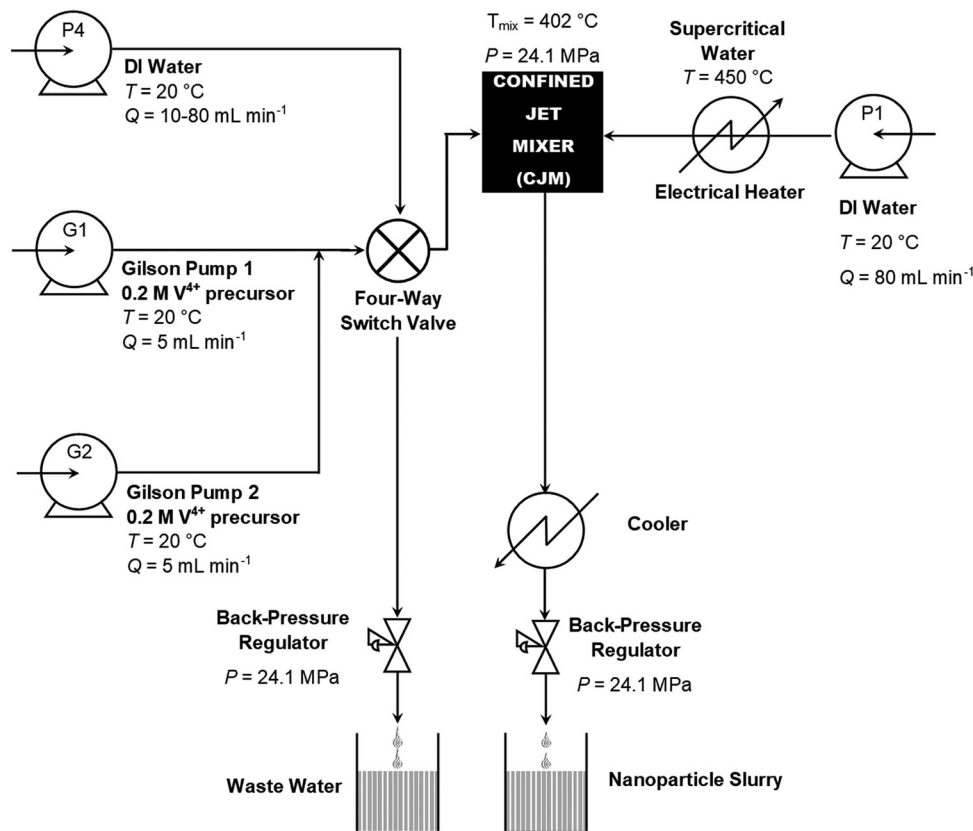 P4
DI Water
T = 20 °C
Q = 10-80 mL min⁻¹
T_mix = 402 °C
P = 24.1 MPa
CONFINED
JET
MIXER
(CJM)
Supercritical
Water
T = 450 °C
Electrical Heater
P1
DI Water
T = 20 °C
Q = 80 mL min⁻¹
G1
Gilson Pump 1
0.2 M V⁴⁺ precursor
T = 20 °C
Q = 5 mL min⁻¹
Four-Way
Switch Valve
G2
Gilson Pump 2
0.2 M V⁴⁺ precursor
T = 20 °C
Q = 5 mL min⁻¹
Cooler
Back-Pressure
Regulator
P = 24.1 MPa
Back-Pressure
Regulator
P = 24.1 MPa
Waste Water
Nanoparticle Slurry